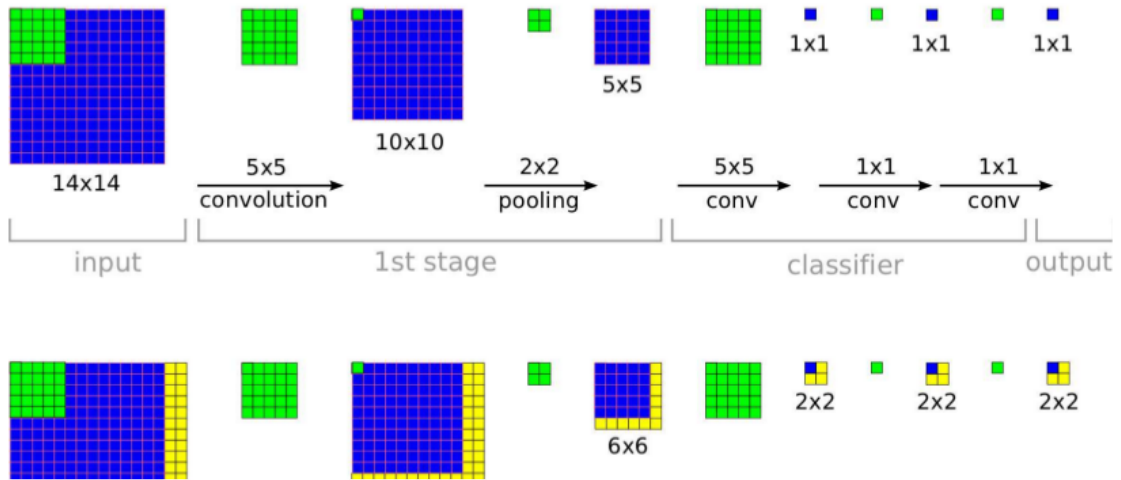 1x1 1x1 1x1
5x5
10x10
14x14
5x5 2x2 5x5 1x1 1x1
convolution pooling conv conv conv
input 1st stage classifier output
2x2 2x2 2x2
6x6